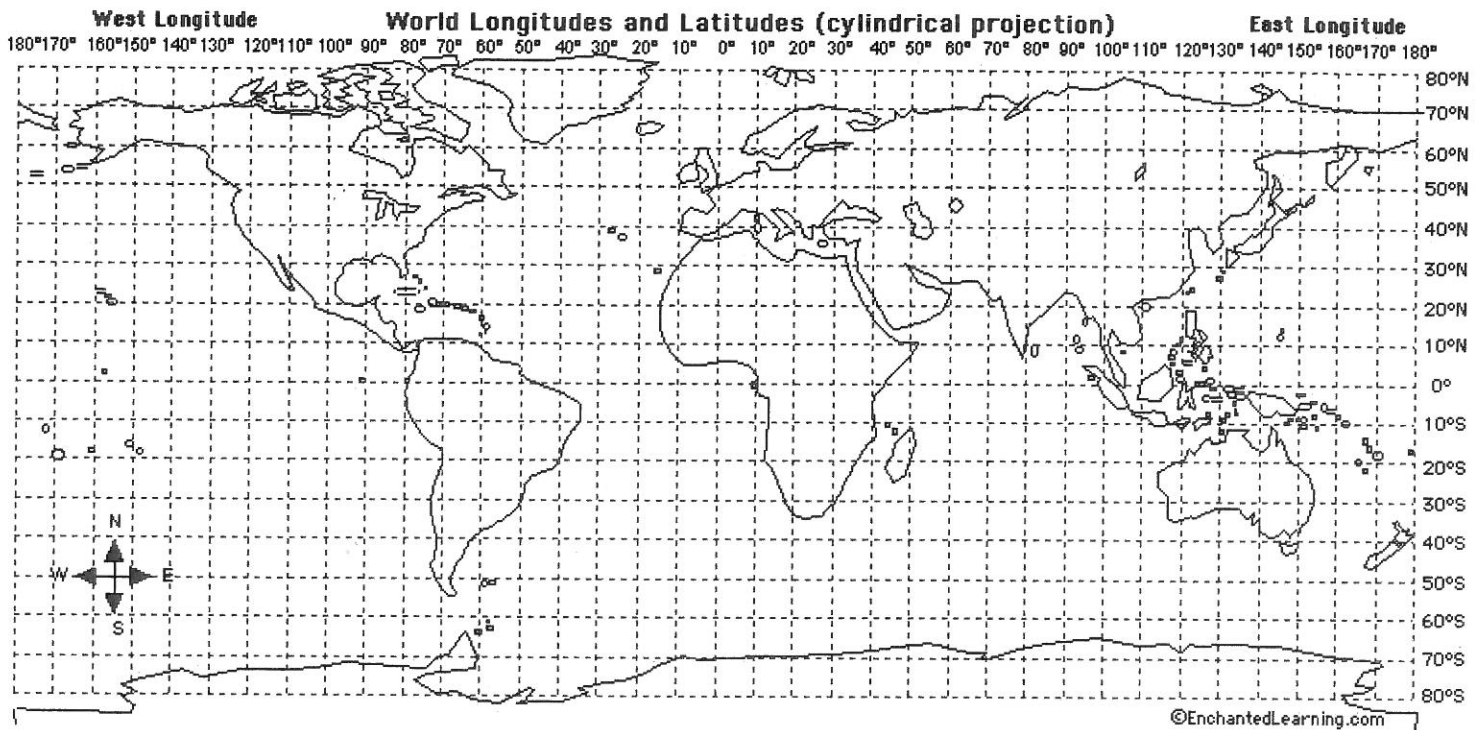 West Longitude World Longitudes and Latitudes (cylindrical projection) East Longitude
180° 170° 160° 150° 140° 130° 120° 110° 100° 90° 80° 70° 60° 50° 40° 30° 20° 10° 0° 10° 20° 30° 40° 50° 60° 70° 80° 90° 100° 110° 120° 130° 140° 150° 160° 170° 180°
80°N
70°N
60°N
50°N
40°N
30°N
20°N
10°N
0°
10°S
20°S
30°S
N
40°S
W E
50°S
S
60°S
70°S
80°S
©EnchantedLearning.com